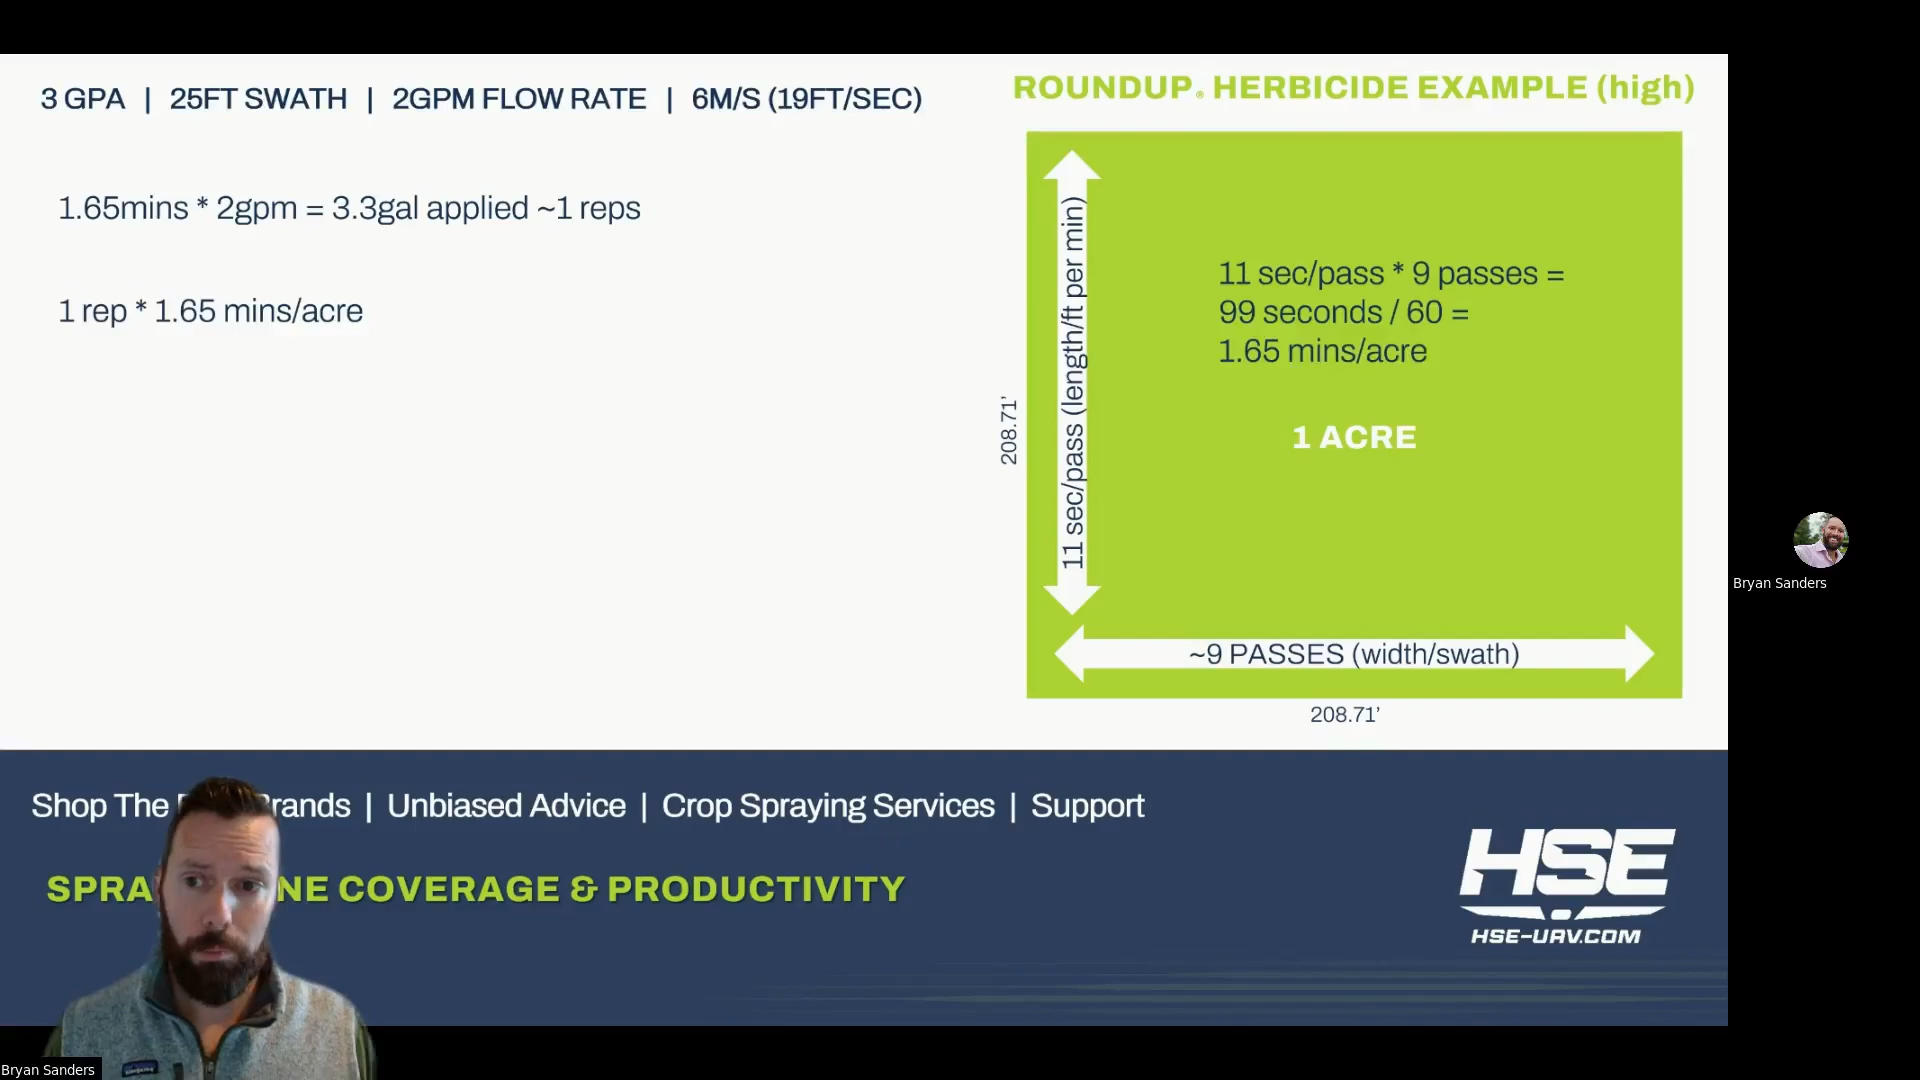 3 GPA | 25FT SWATH | 2GPM FLOW RATE | 6M/S (19FT/SEC)
ROUNDUP® HERBICIDE EXAMPLE (high)
1.65mins * 2gpm = 3.3gal applied ~1 reps
1 rep * 1.65 mins/acre
11 sec/pass (length/ft per min)
208.71’
11 sec/pass * 9 passes =
99 seconds / 60 =
1.65 mins/acre
1 ACRE
~9 PASSES (width/swath)
208.71’
Bryan Sanders
Shop The rands | Unbiased Advice | Crop Spraying Services | Support
SPRA NE COVERAGE & PRODUCTIVITY
HSE
HSE-UAV.COM
Bryan Sanders